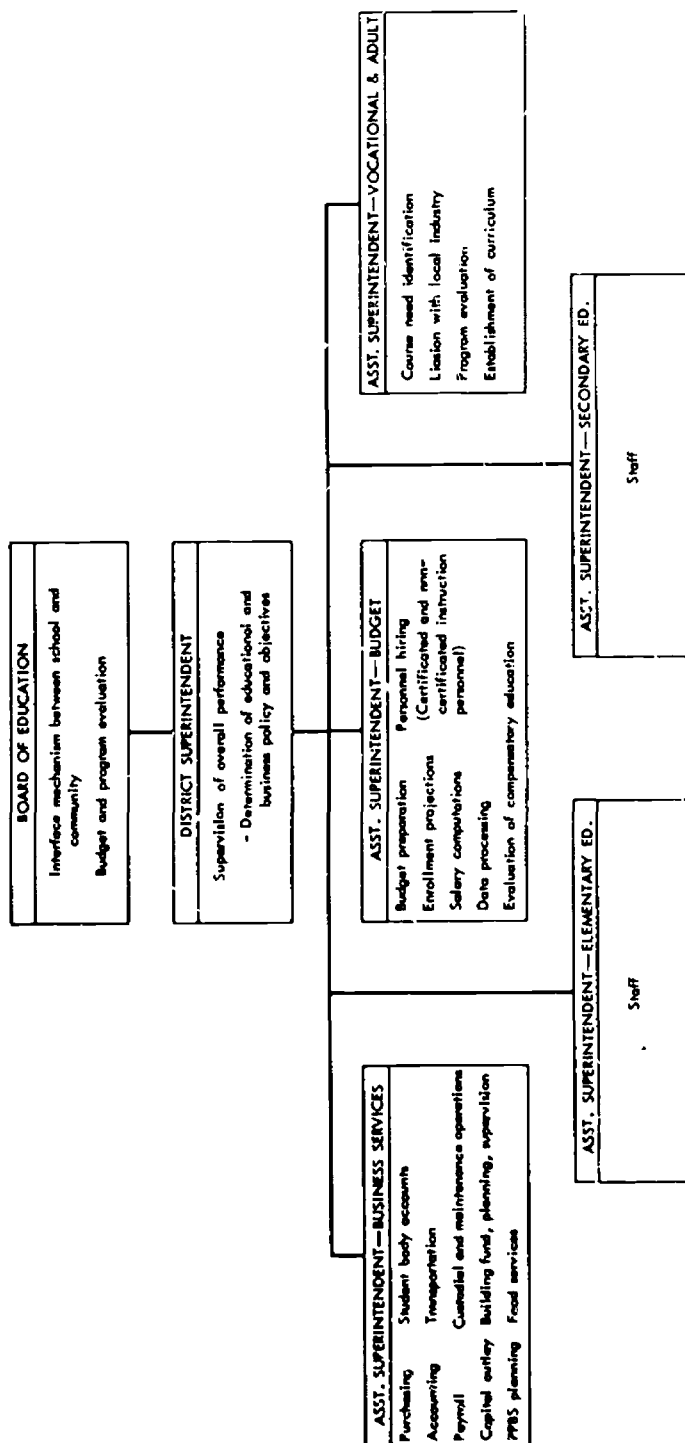 BOARD OF EDUCATION
Interface mechanism between school and
community
Budget and program evaluation
DISTRICT SUPERINTENDENT
Supervision of overall performance
- Determination of educational and
business policy and objectives
ASST. SUPERINTENDENT—BUSINESS SERVICES
Purchasing Student body accounts
Accounting Transportation
Payroll Custodial and maintenance operations
Capital outlay Building fund, planning, supervision
PPBS planning Food services
ASST. SUPERINTENDENT—BUDGET
Budget preparation Personnel hiring
Enrollment projections (Certificated and non-
Salary computations certificated instruction
Data processing personnel)
Evaluation of compensatory education
ASST. SUPERINTENDENT—VOCATIONAL & ADULT
Course need identification
Liasion with local industry
Program evaluation
Establishment of curriculum
ASST. SUPERINTENDENT—ELEMENTARY ED.
Staff
ASST. SUPERINTENDENT—SECONDARY ED.
Staff